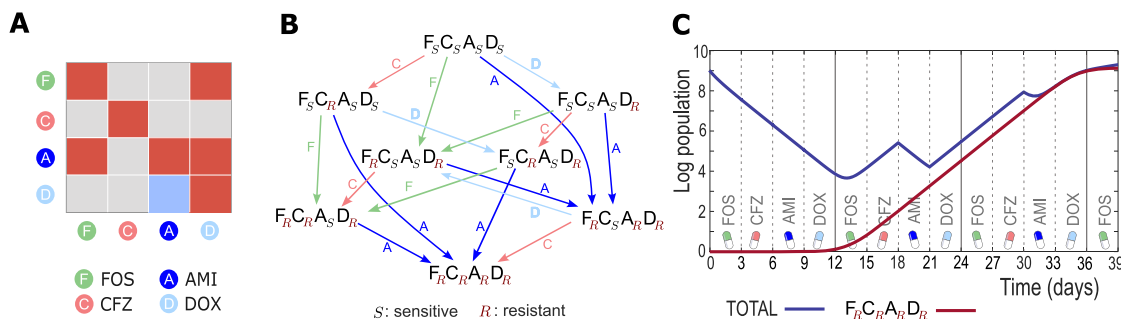 A
F
C
A
D
F C A D
F FOS A AMI
C CFZ D DOX
B
FSCSASDS
C F A D
FSCRASDS FSCSASDR
D F C
F A
FRCSASDR FSCRASDR
C F A
D
FRCRASDR FRCSARDR
A A A C
FRCRARDR
S: sensitive R: resistant
C
Log population
10
8
6
4
2
0
FOS CFZ AMI DOX FOS CFZ AMI DOX FOS CFZ AMI DOX FOS
0 3 6 9 12 15 18 21 24 27 30 33 36 39
Time (days)
TOTAL FRCRARDR